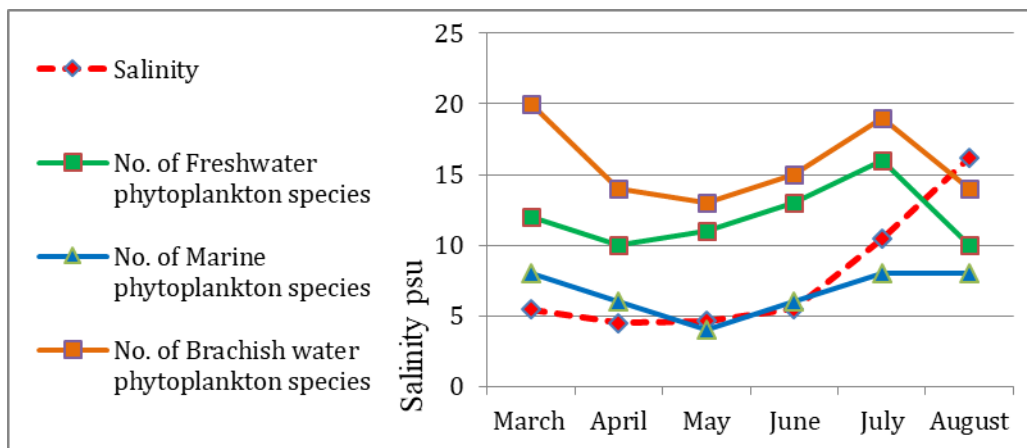 Salinity
No. of Freshwater
phytoplankton species
No. of Marine
phytoplankton species
No. of Brachish water
phytoplankton species
Salinity psu
25
20
15
10
5
0
March April May June July August